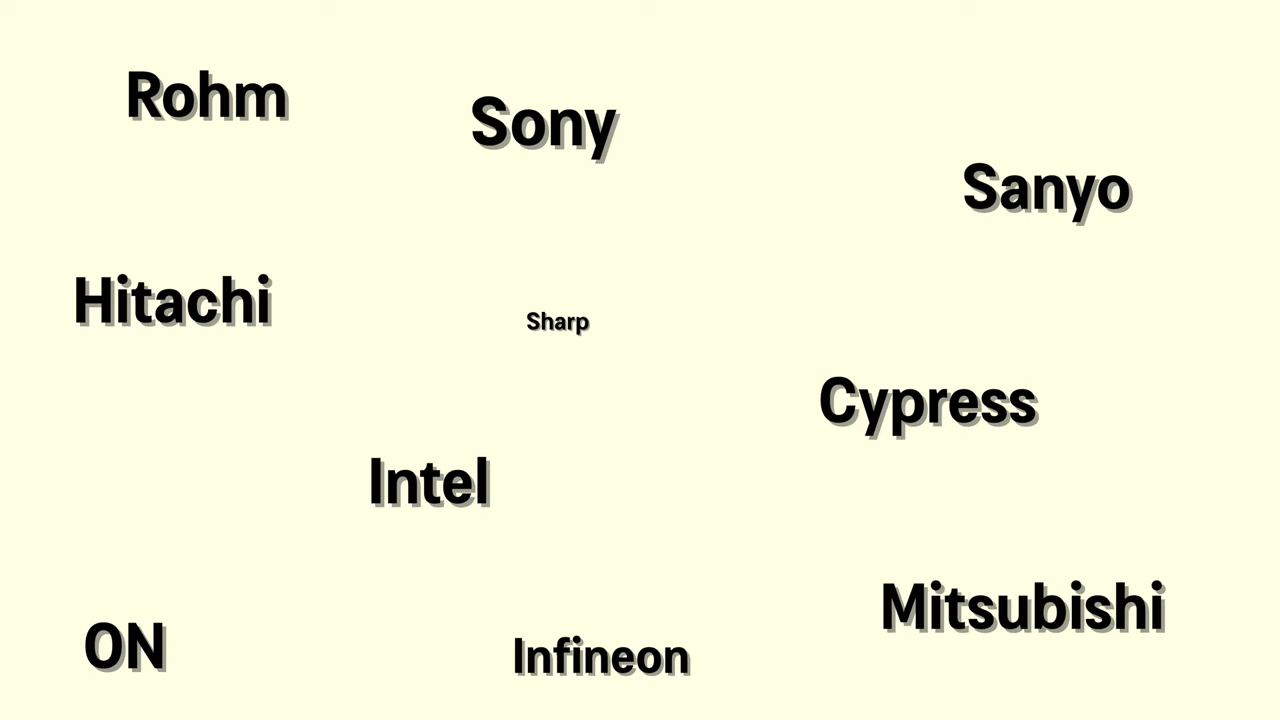 Rohm
Sony
Sanyo
Hitachi
Sharp
Cypress
Intel
Mitsubishi
ON
Infineon